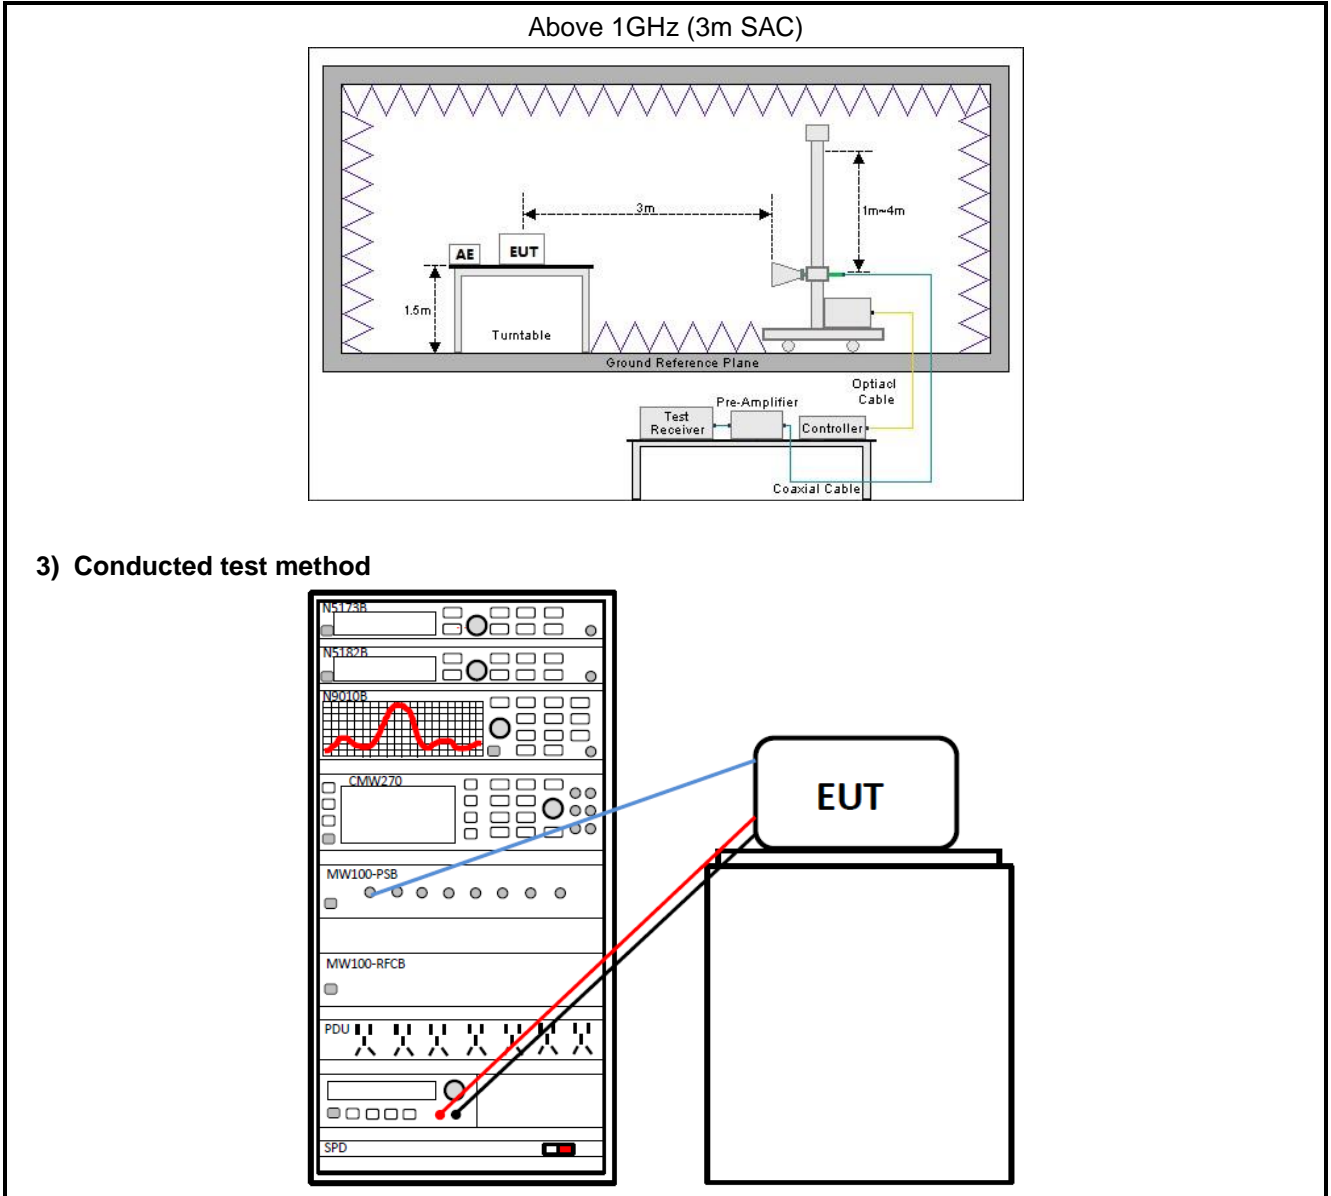 Above 1GHz (3m SAC)
3m
1m~4m
AE
EUT
1.5m
Turntable
Ground Reference Plane
Optiacl
Cable
Pre-Amplifier
Test
Receiver
Controller
Coaxial Cable
3) Conducted test method
N5173B
N5182B
N9010B
CMW270
EUT
MW100-PSB
MW100-RFCB
PDU
SPD